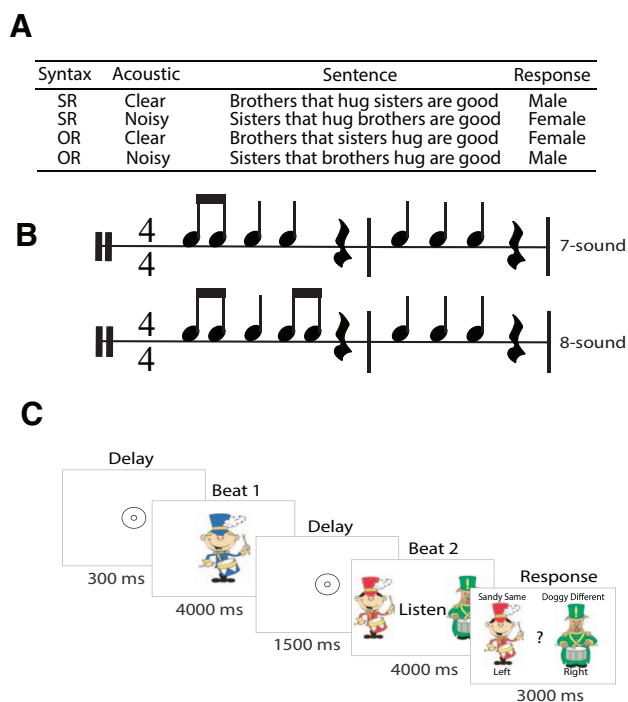 A
Syntax Acoustic Sentence Response
SR Clear Brothers that hug sisters are good Male
SR Noisy Sisters that hug brothers are good Female
OR Clear Brothers that sisters hug are good Female
OR Noisy Sisters that brothers hug are good Male
B
4
4
7-sound
4
4
8-sound
C
Delay
300 ms
Beat 1
4000 ms
Delay
1500 ms
Beat 2
Listen
4000 ms
Response
Sandy Same Doggy Different
?
Left Right
3000 ms